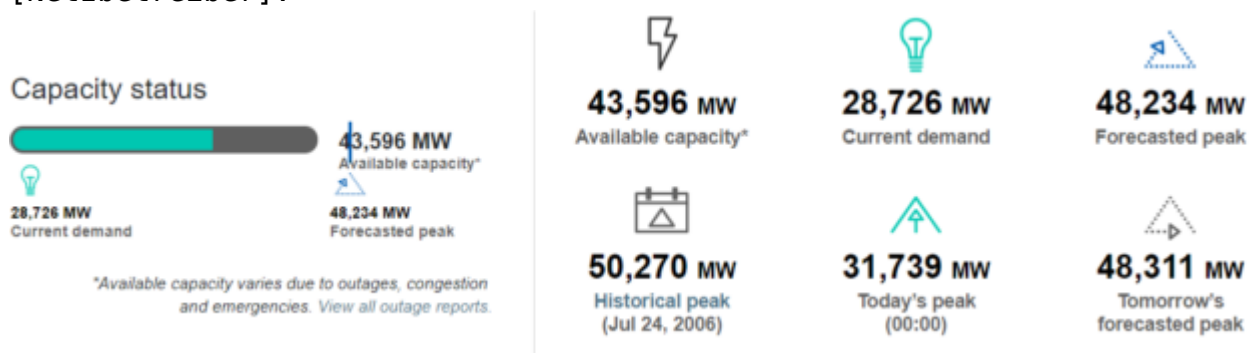 Capacity status
43,596 MW
Available capacity*
28,726 MW
Current demand
48,234 MW
Forecasted peak
*Available capacity varies due to outages, congestion
and emergencies. View all outage reports.
43,596 MW
Available capacity*
28,726 MW
Current demand
48,234 MW
Forecasted peak
50,270 MW
Historical peak
(Jul 24, 2006)
31,739 MW
Today's peak
(00:00)
48,311 MW
Tomorrow's
forecasted peak